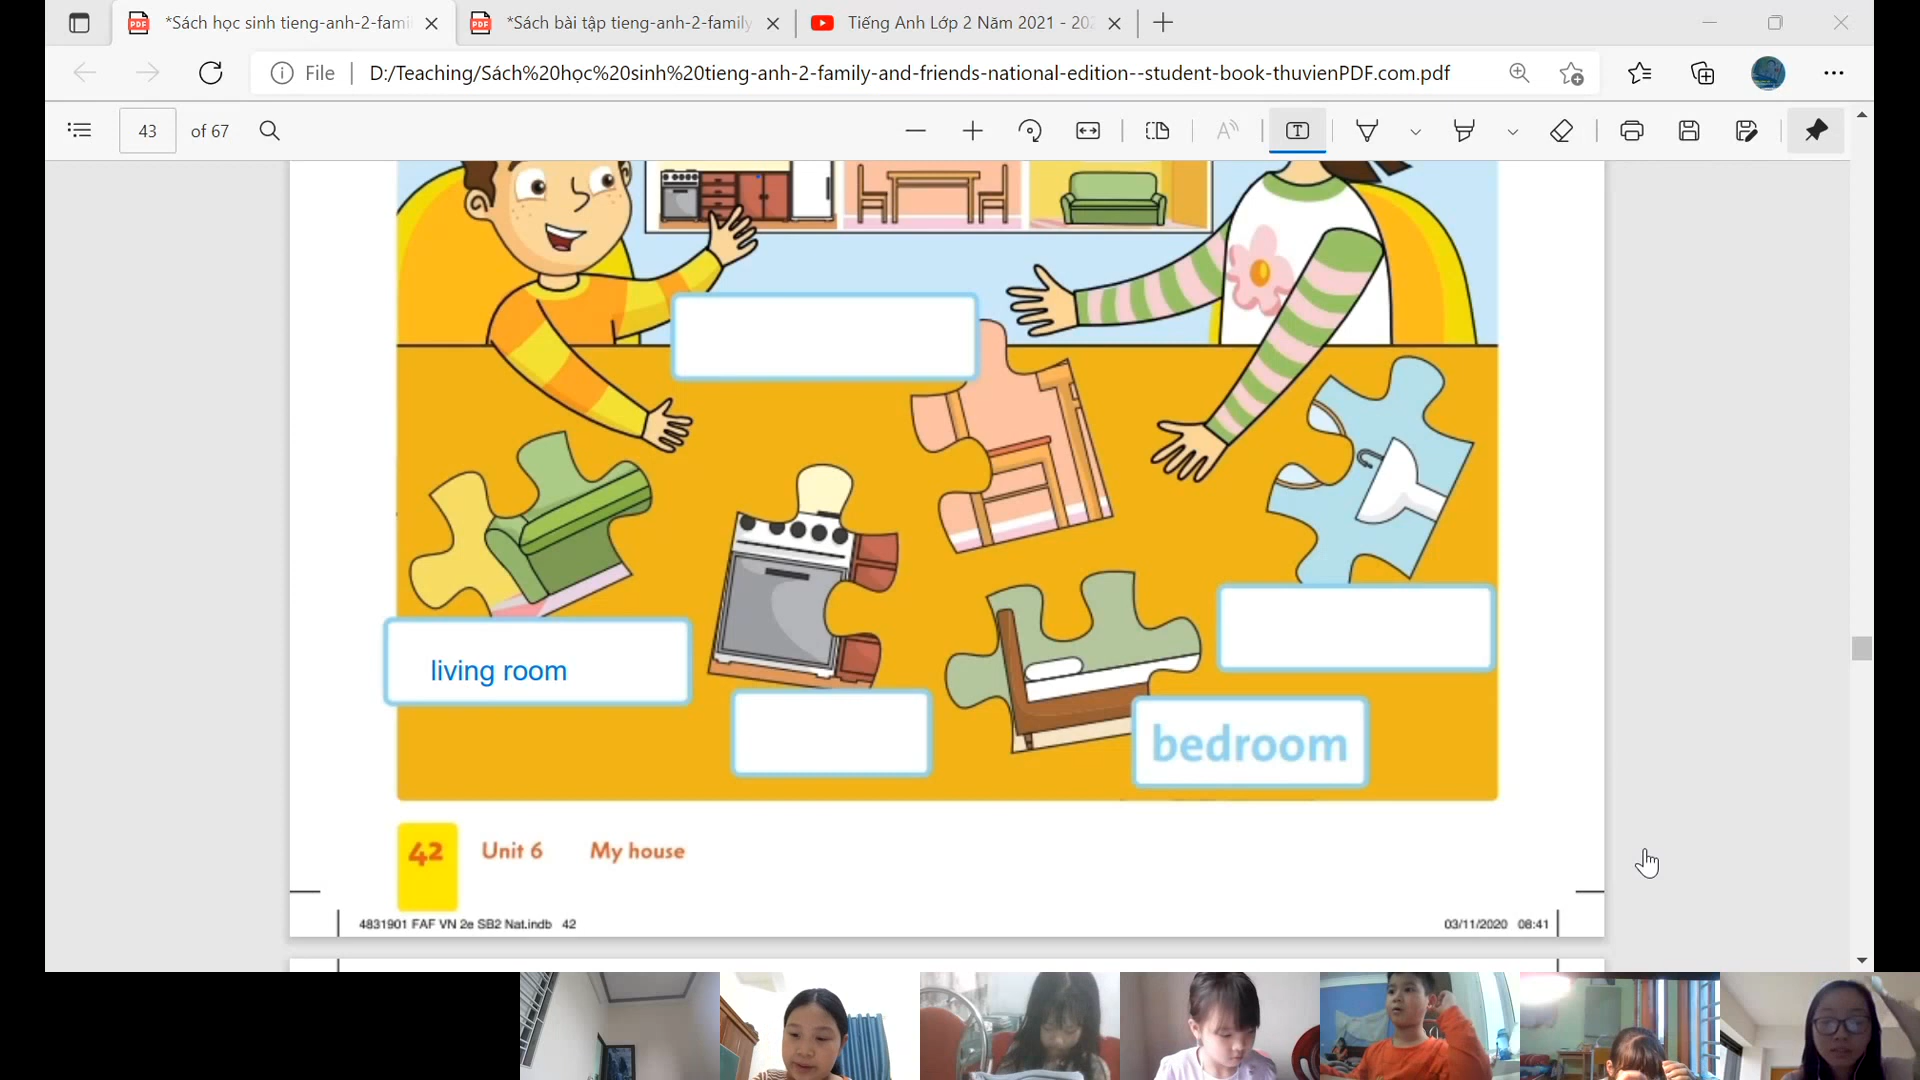 *Sách học sinh tieng-anh-2-fami
*Sách bài tập tieng-anh-2-family
Tiếng Anh Lớp 2 Năm 2021 - 202
File
D:/Teaching/Sách%20học%20sinh%20tieng-anh-2-family-and-friends-national-edition--student-book-thuvienPDF.com.pdf
43 of 67
living room
bedroom
42 Unit 6 My house
4831901 FAF VN 2e SB2 Nat.indb 42
03/11/2020 08:41